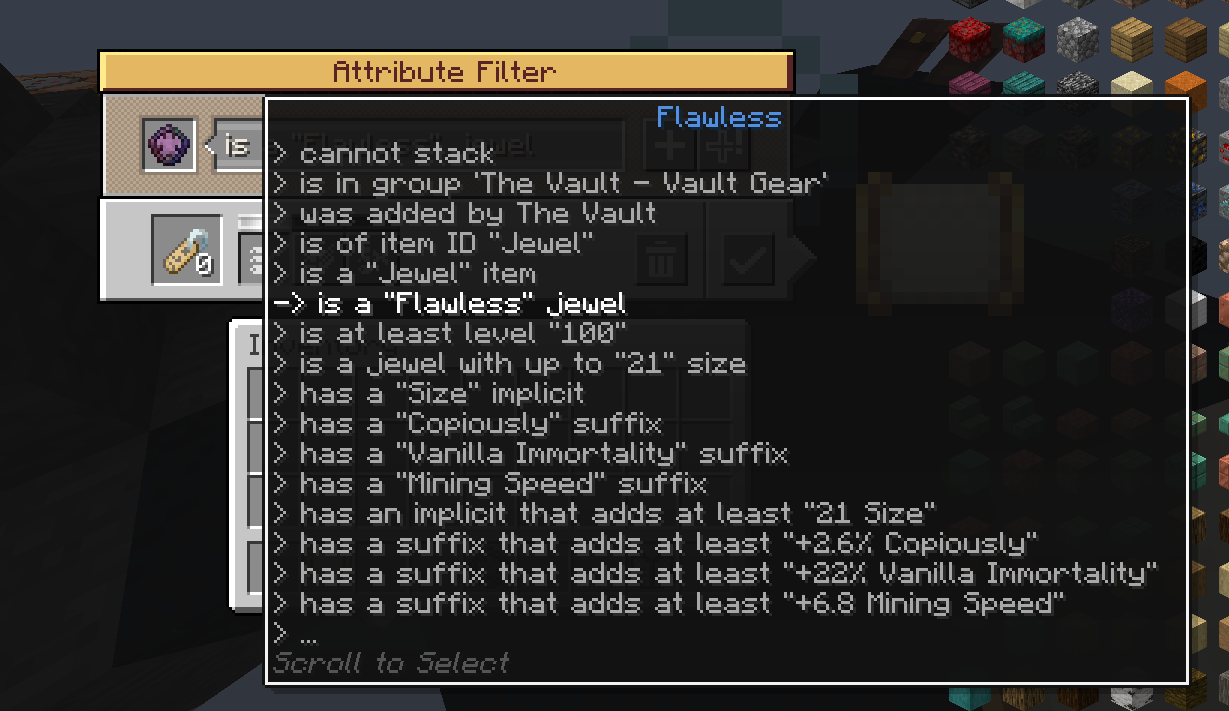 Attribute Filter
is
Flawless
> cannot stack
> is in group 'The Vault - Vault Gear'
> was added by The Vault
> is of item ID "Jewel"
> is a "Jewel" item
-> is a "Flawless" jewel
> is at least level "100"
> is a jewel with up to "21" size
> has a "Size" implicit
> has a "Copiously" suffix
> has a "Vanilla Immortality" suffix
> has a "Mining Speed" suffix
> has an implicit that adds at least "21 Size"
> has a suffix that adds at least "+2.6% Copiously"
> has a suffix that adds at least "+22% Vanilla Immortality"
> has a suffix that adds at least "+6.8 Mining Speed"
> ...
Scroll to Select
0